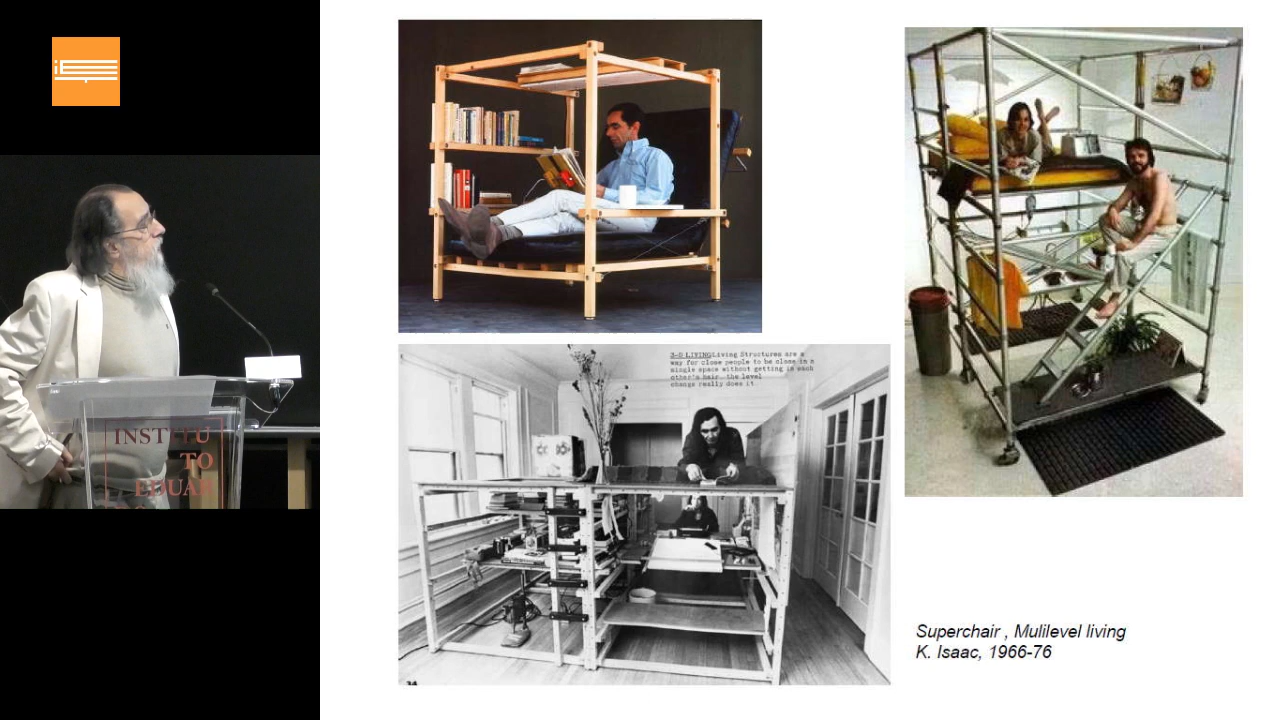 INSTITU
TO
EDUAR
3-D LIVING Living Structures are a
way for close people to be close in a
single space without getting in each
other's hair. the level
change really does it
34
Superchair , Mulilevel living
K. Isaac, 1966-76